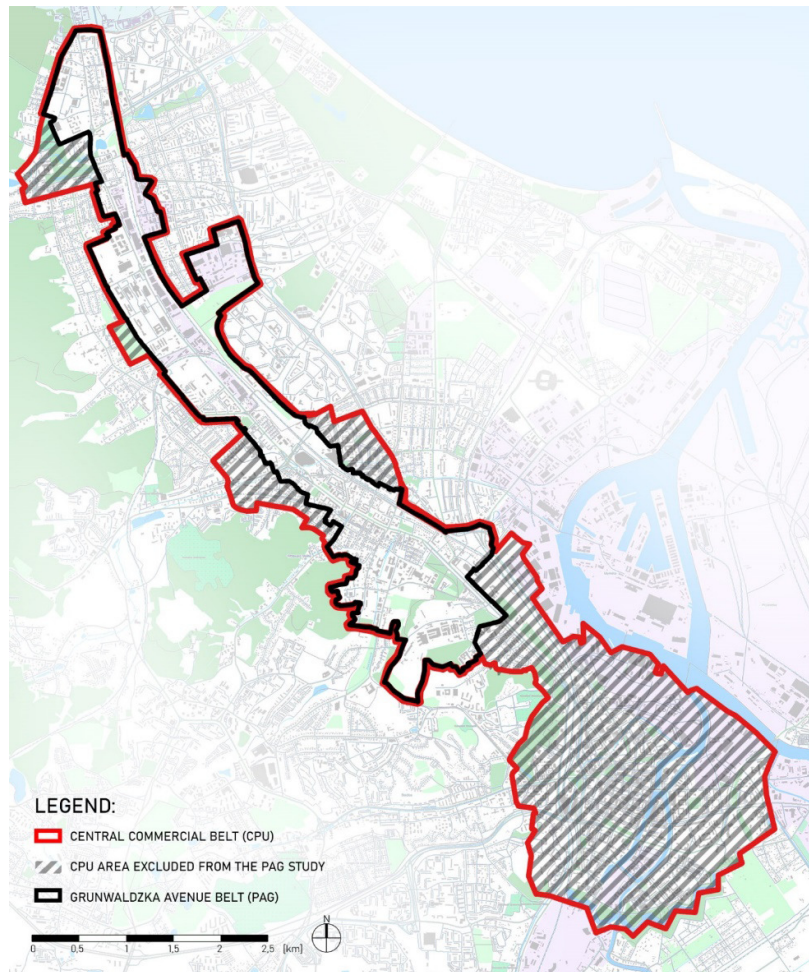 LEGEND:
CENTRAL COMMERCIAL BELT (CPU)
CPU AREA EXCLUDED FROM THE PAG STUDY
GRUNWALDZKA AVENUE BELT (PAG)
0 0,5 1 1,5 2 2,5 [km]
N